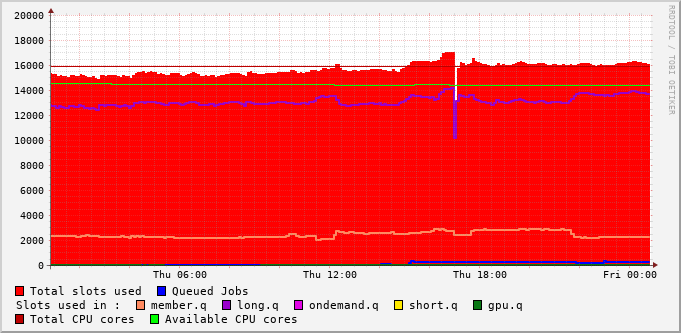 RRDTOOL / TOBI OETIKER
20000
18000
16000
14000
12000
10000
8000
6000
4000
2000
0
Thu 06:00 Thu 12:00 Thu 18:00 Fri 00:00
Total slots used Queued Jobs
Slots used in : member.q long.q ondemand.q short.q gpu.q
Total CPU cores Available CPU cores